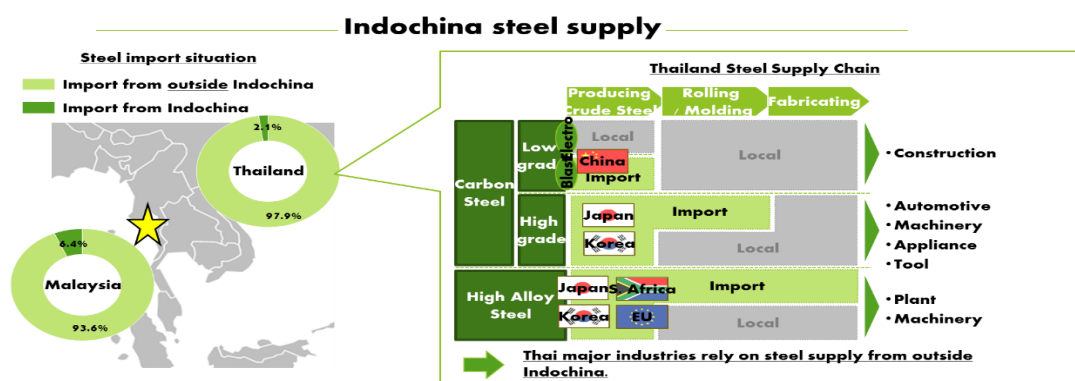 Indochina steel supply
Steel import situation
Import from outside Indochina
Import from Indochina
2.1%
Thailand
97.9%
6.4%
Malaysia
93.6%
Thailand Steel Supply Chain
Producing
Crude Steel
Rolling
/ Molding
Fabricating
Carbon
Steel
Low
grade
Blast
Electro
Local
China
Import
Local
• Construction
High
grade
Japan
Import
Korea
Local
• Automotive
• Machinery
• Appliance
• Tool
High Alloy
Steel
Japan
S. Africa
Import
Korea
EU
Local
• Plant
• Machinery
Thai major industries rely on steel supply from outside
Indochina.